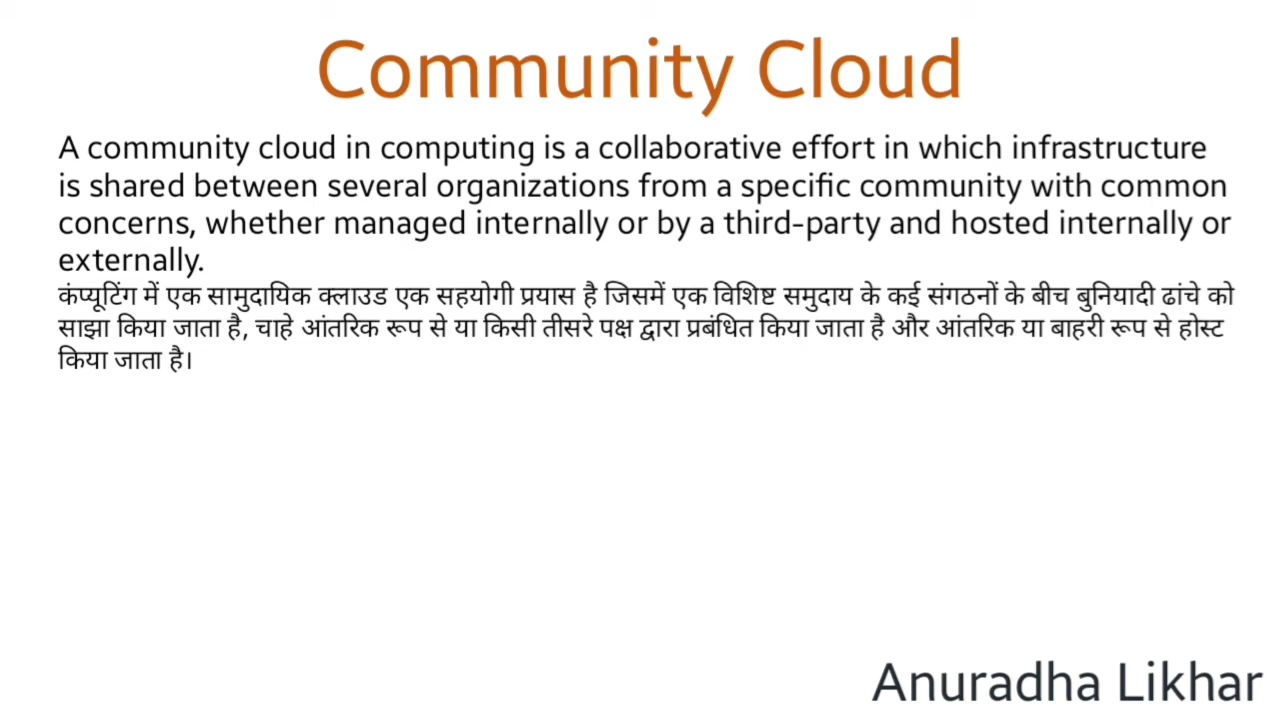 Community Cloud
A community cloud in computing is a collaborative effort in which infrastructure
is shared between several organizations from a specific community with common
concerns, whether managed internally or by a third-party and hosted internally or
externally.
कंप्यूटिंग में एक सामुदायिक क्लाउड एक सहयोगी प्रयास है जिसमें एक विशिष्ट समुदाय के कई संगठनों के बीच बुनियादी ढांचे को
साझा किया जाता है, चाहे आंतरिक रूप से या किसी तीसरे पक्ष द्वारा प्रबंधित किया जाता है और आंतरिक या बाहरी रूप से होस्ट
किया जाता है।
Anuradha Likhar